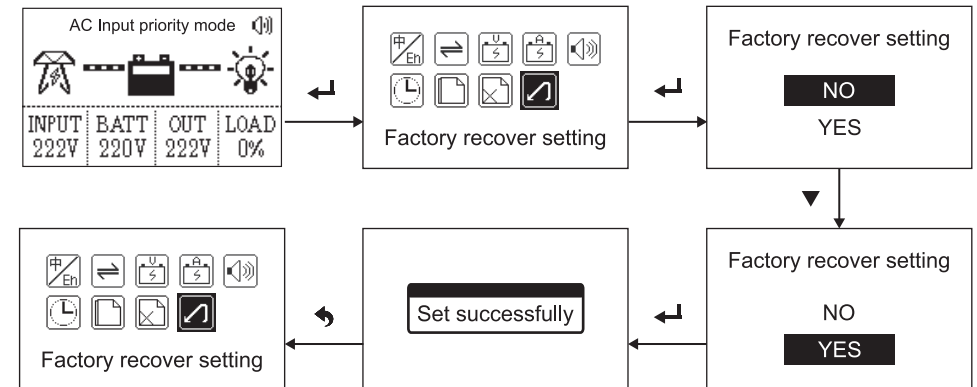 AC Input priority mode
INPUT BATT OUT LOAD
222V 220V 222V 0%
中/En V A
Factory recover setting
Factory recover setting
NO
YES
Factory recover setting
NO
YES
Set successfully
中/En V A
Factory recover setting